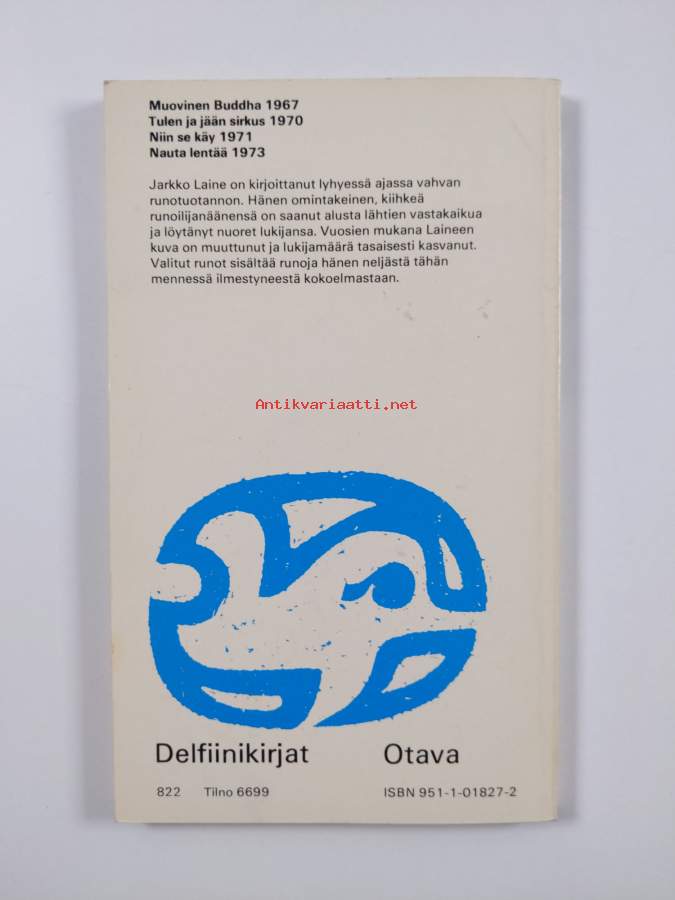 Muovinen Buddha 1967
Tulen ja jään sirkus 1970
Niin se käy 1971
Nauta lentää 1973
Jarkko Laine on kirjoittanut lyhyessä ajassa vahvan
runotuotannon. Hänen omintakeinen, kiihkeä
runoilijanäänensä on saanut alusta lähtien vastakaikua
ja löytänyt nuoret lukijansa. Vuosien mukana Laineen
kuva on muuttunut ja lukijamäärä tasaisesti kasvanut.
Valitut runot sisältää runoja hänen neljästä tähän
mennessä ilmestyneestä kokoelmastaan.
Antikvariaatti.net
Delfiinikirjat Otava
822 Tilno 6699 ISBN 951-1-01827-2